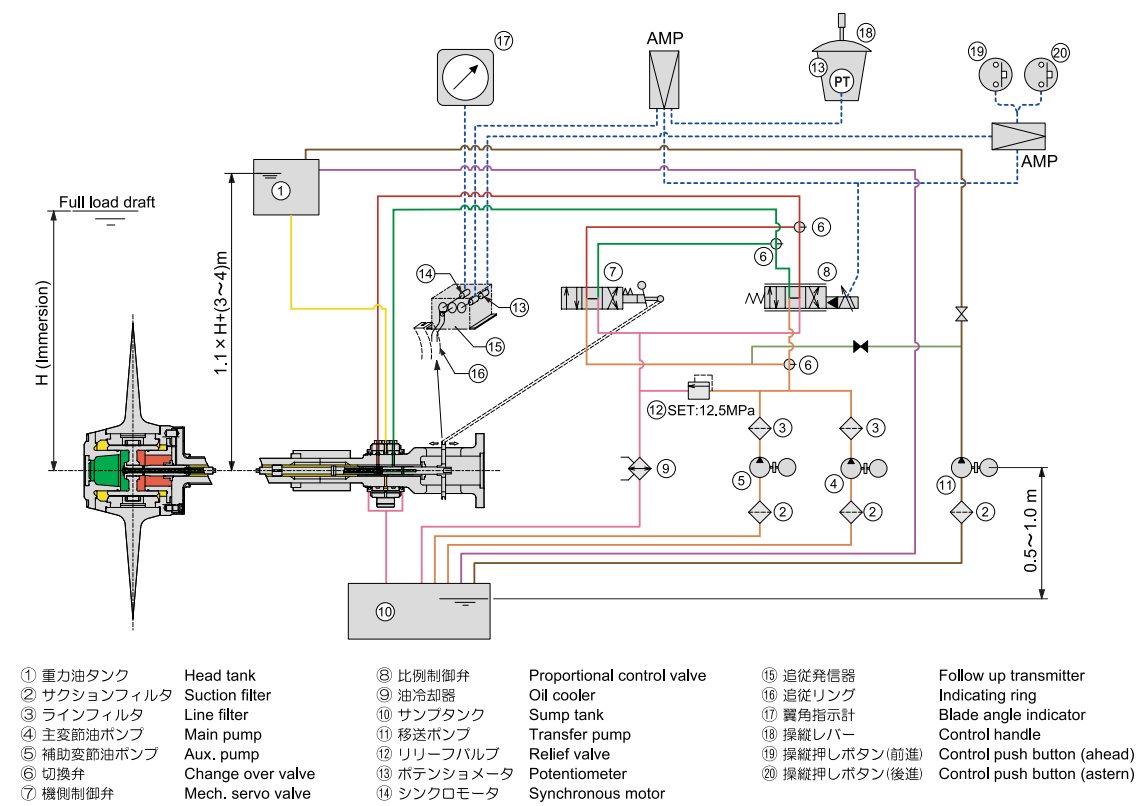 ⑰
AMP
⑱
⑬
PT
⑲
⑳
AMP
①
Full load draft
H (Immersion)
1.1×H+(3~4)m
⑥
⑥
⑦
⑧
⑭
⑬
⑮
⑯
⑥
⑫SET:12.5MPa
③
③
⑨
⑤
④
⑪
②
②
②
0.5~1.0 m
⑩
① 重力油タンク Head tank
② サクションフィルタ Suction filter
③ ラインフィルタ Line filter
④ 主変節油ポンプ Main pump
⑤ 補助変節油ポンプ Aux. pump
⑥ 切換弁 Change over valve
⑦ 機側制御弁 Mech. servo valve
⑧ 比例制御弁 Proportional control valve
⑨ 油冷却器 Oil cooler
⑩ サンプタンク Sump tank
⑪ 移送ポンプ Transfer pump
⑫ リリーフバルブ Relief valve
⑬ ポテンショメータ Potentiometer
⑭ シンクロモータ Synchronous motor
⑮ 追従発信器 Follow up transmitter
⑯ 追従リング Indicating ring
⑰ 翼角指示計 Blade angle indicator
⑱ 操縦レバー Control handle
⑲ 操縦押しボタン(前進) Control push button (ahead)
⑳ 操縦押しボタン(後進) Control push button (astern)